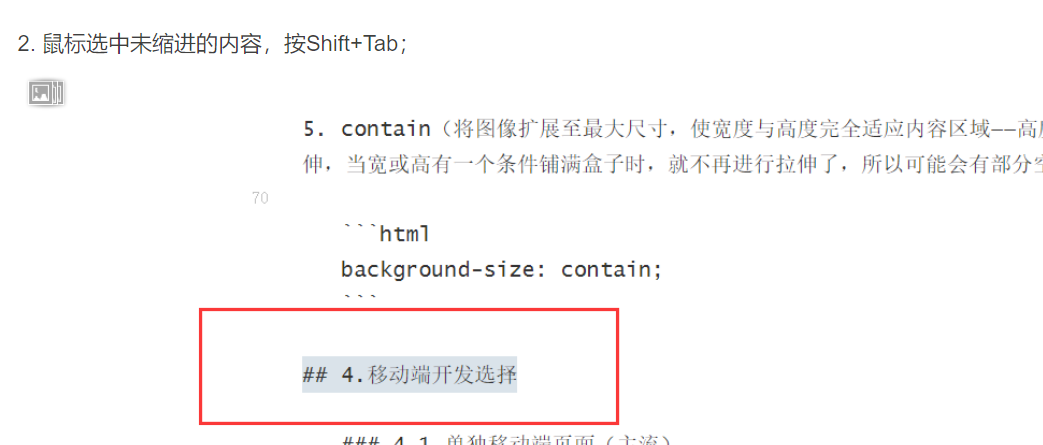 2. 鼠标选中未缩进的内容，按Shift+Tab；
5. contain（将图像扩展至最大尺寸，使宽度与高度完全适应内容区域——高度
伸，当宽或高有一个条件铺满盒子时，就不再进行拉伸了，所以可能会有部分空
70
```html
background-size: contain;
```
## 4.移动端开发选择
### 4.1 单独移动端页面（主流）